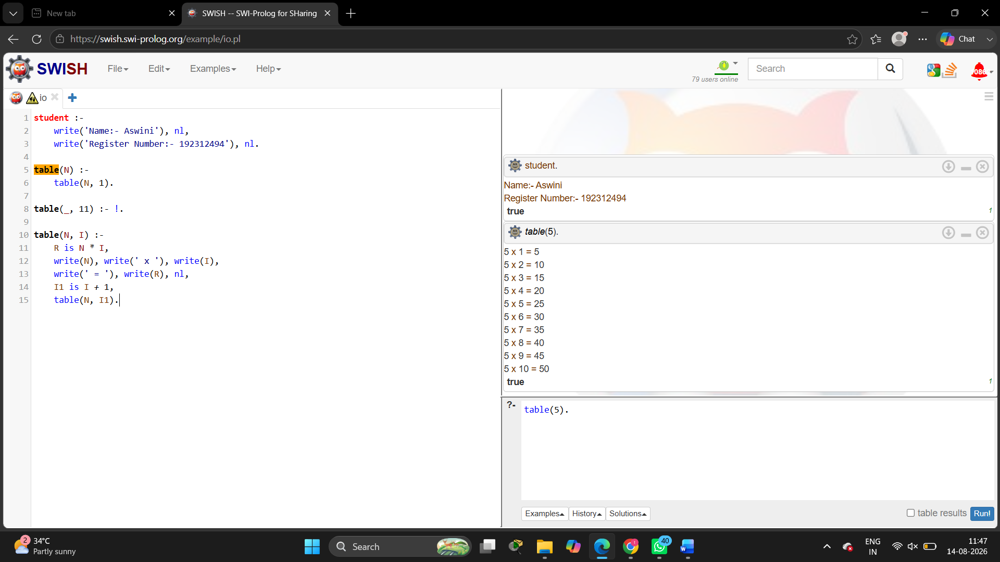 New tab
SWISH -- SWI-Prolog for SHaring
https://swish.swi-prolog.org/example/io.pl
Chat
SWISH
File
Edit
Examples
Help
79 users online
Search
io
1 student :-
2 write('Name:- Aswini'), nl,
3 write('Register Number:- 192312494'), nl.
4
5 table(N) :-
6 table(N, 1).
7
8 table(_, 11) :- !.
9
10 table(N, I) :-
11 R is N * I,
12 write(N), write(' x '), write(I),
13 write(' = '), write(R), nl,
14 I1 is I + 1,
15 table(N, I1).
student.
Name:- Aswini
Register Number:- 192312494
true
1
table(5).
5 x 1 = 5
5 x 2 = 10
5 x 3 = 15
5 x 4 = 20
5 x 5 = 25
5 x 6 = 30
5 x 7 = 35
5 x 8 = 40
5 x 9 = 45
5 x 10 = 50
true
1
?- table(5).
Examples History Solutions
table results Run!
2
34°C
Partly sunny
Search
40
ENG
IN
11:47
14-08-2026